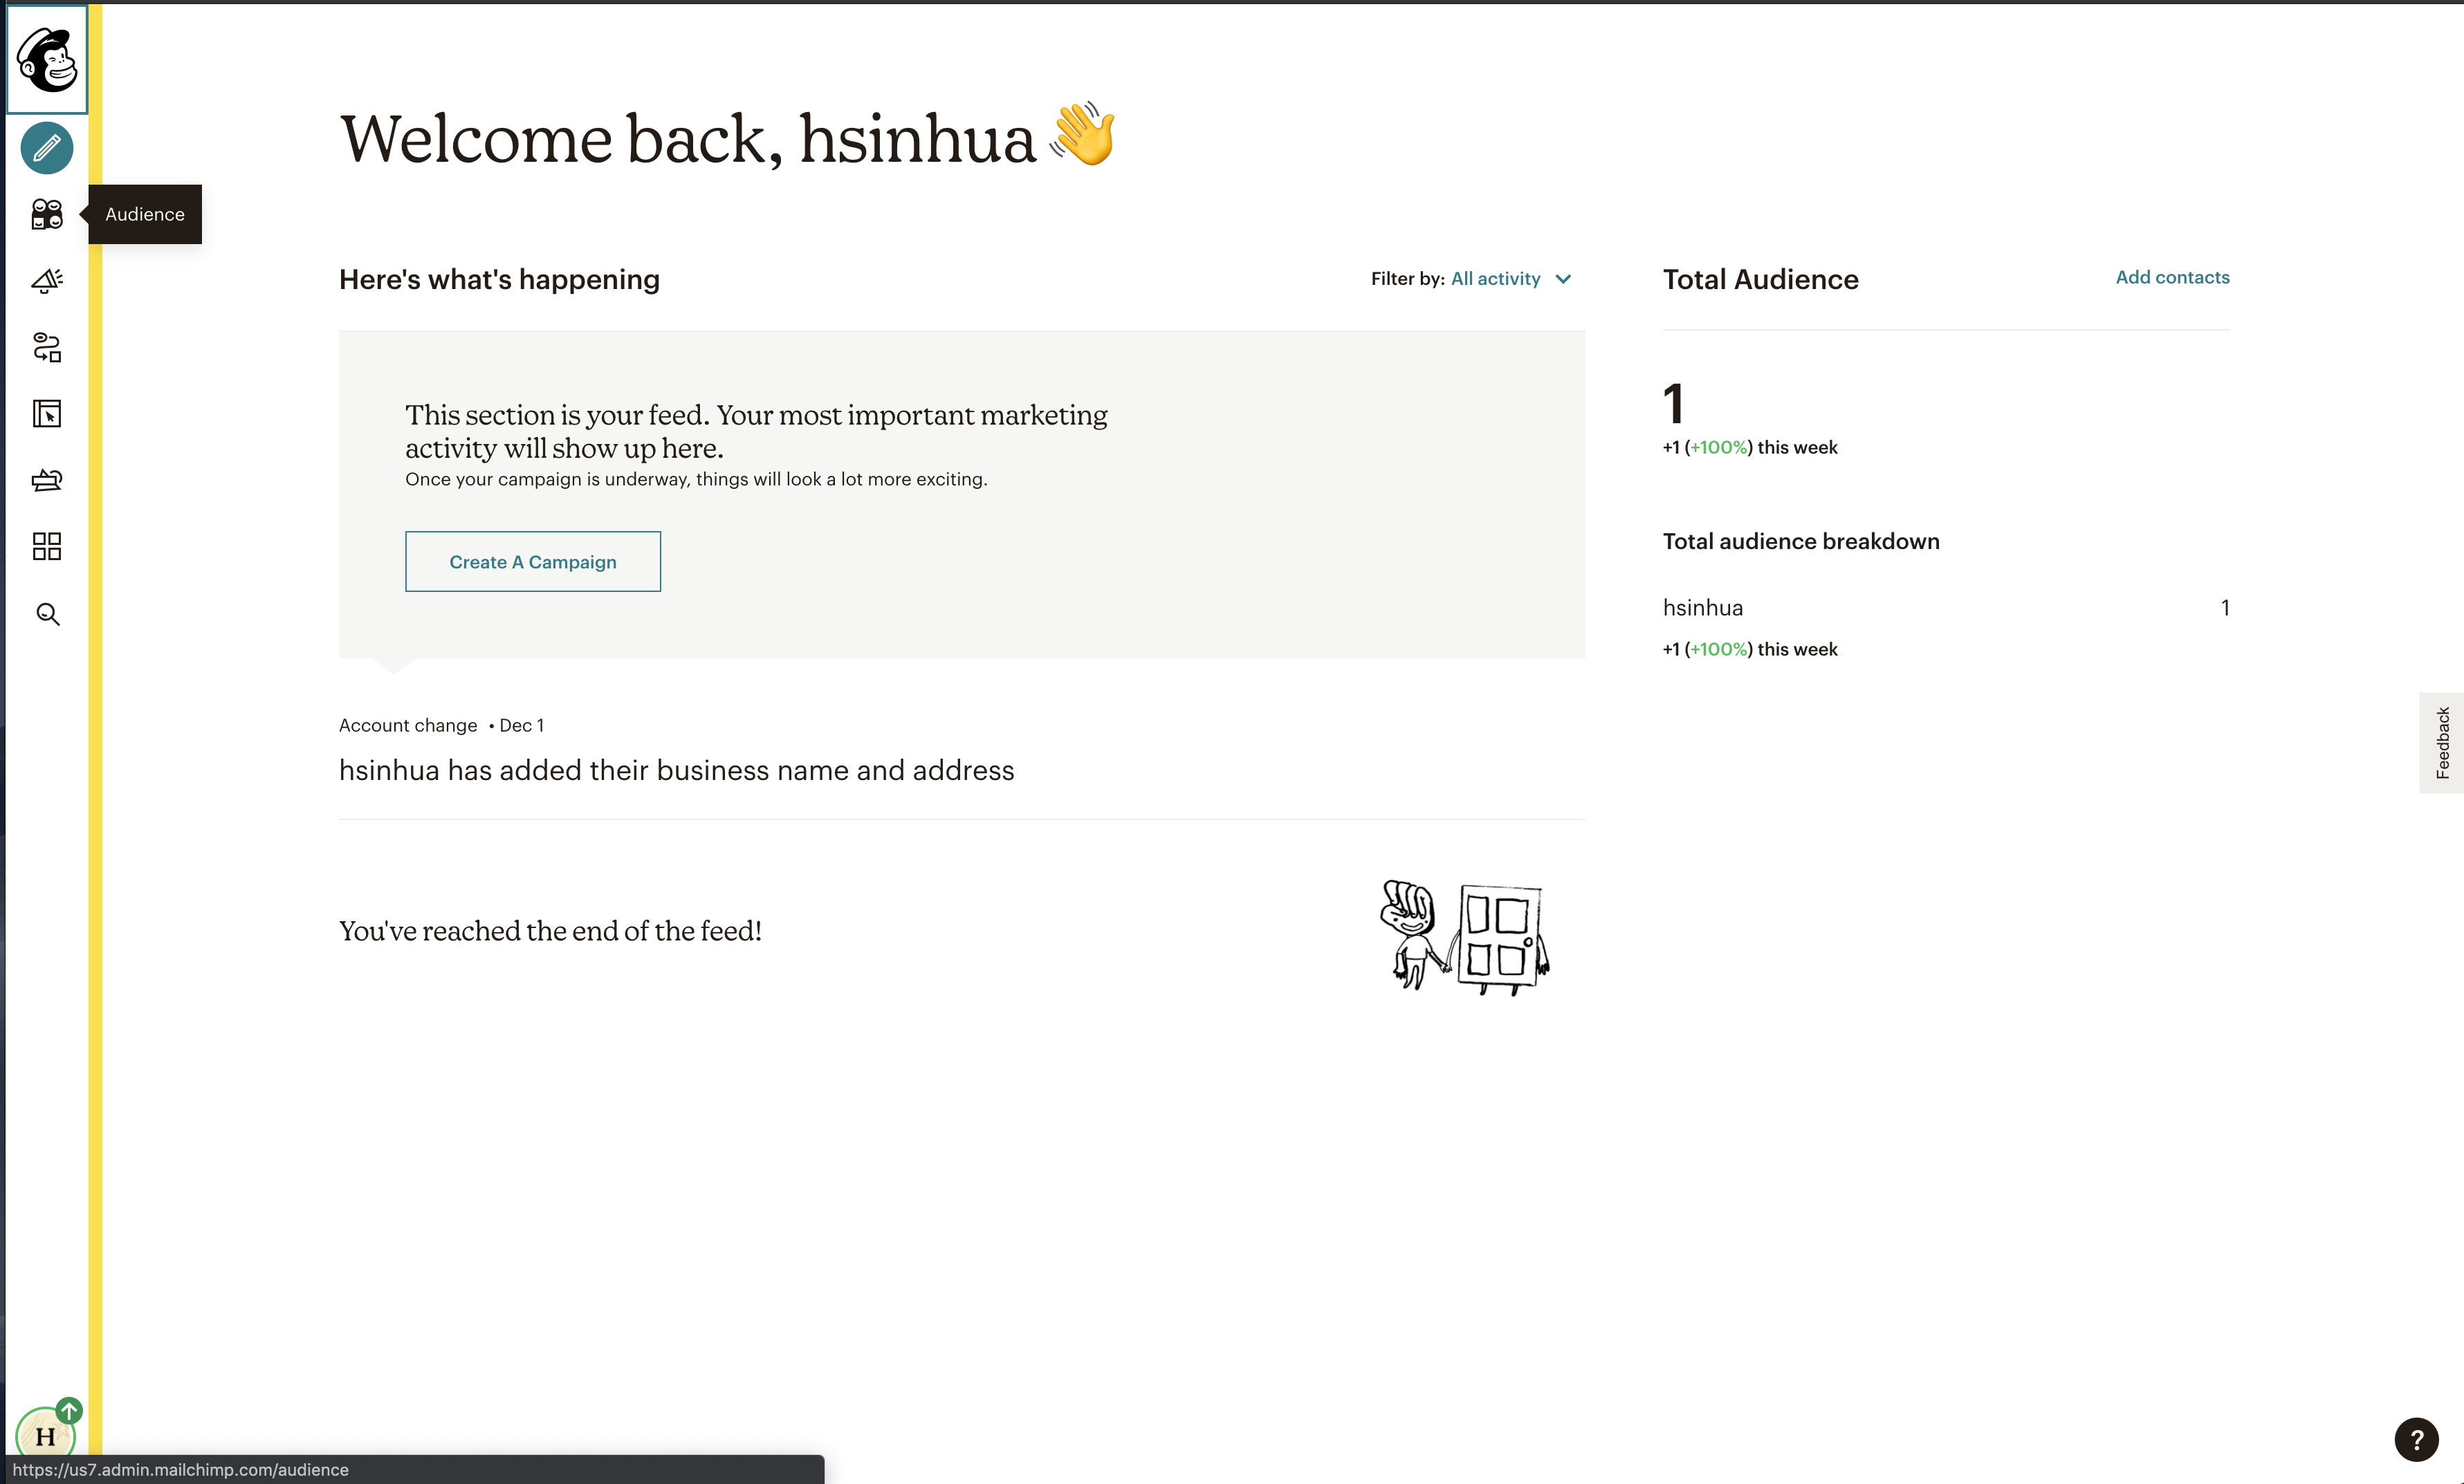 Welcome back, hsinhua 👋
Audience
Here's what's happening
Filter by: All activity
This section is your feed. Your most important marketing
activity will show up here.
Once your campaign is underway, things will look a lot more exciting.
Create A Campaign
Account change • Dec 1
hsinhua has added their business name and address
You've reached the end of the feed!
Total Audience
Add contacts
1
+1 (+100%) this week
Total audience breakdown
hsinhua 1
+1 (+100%) this week
Feedback
H
?
https://us7.admin.mailchimp.com/audience